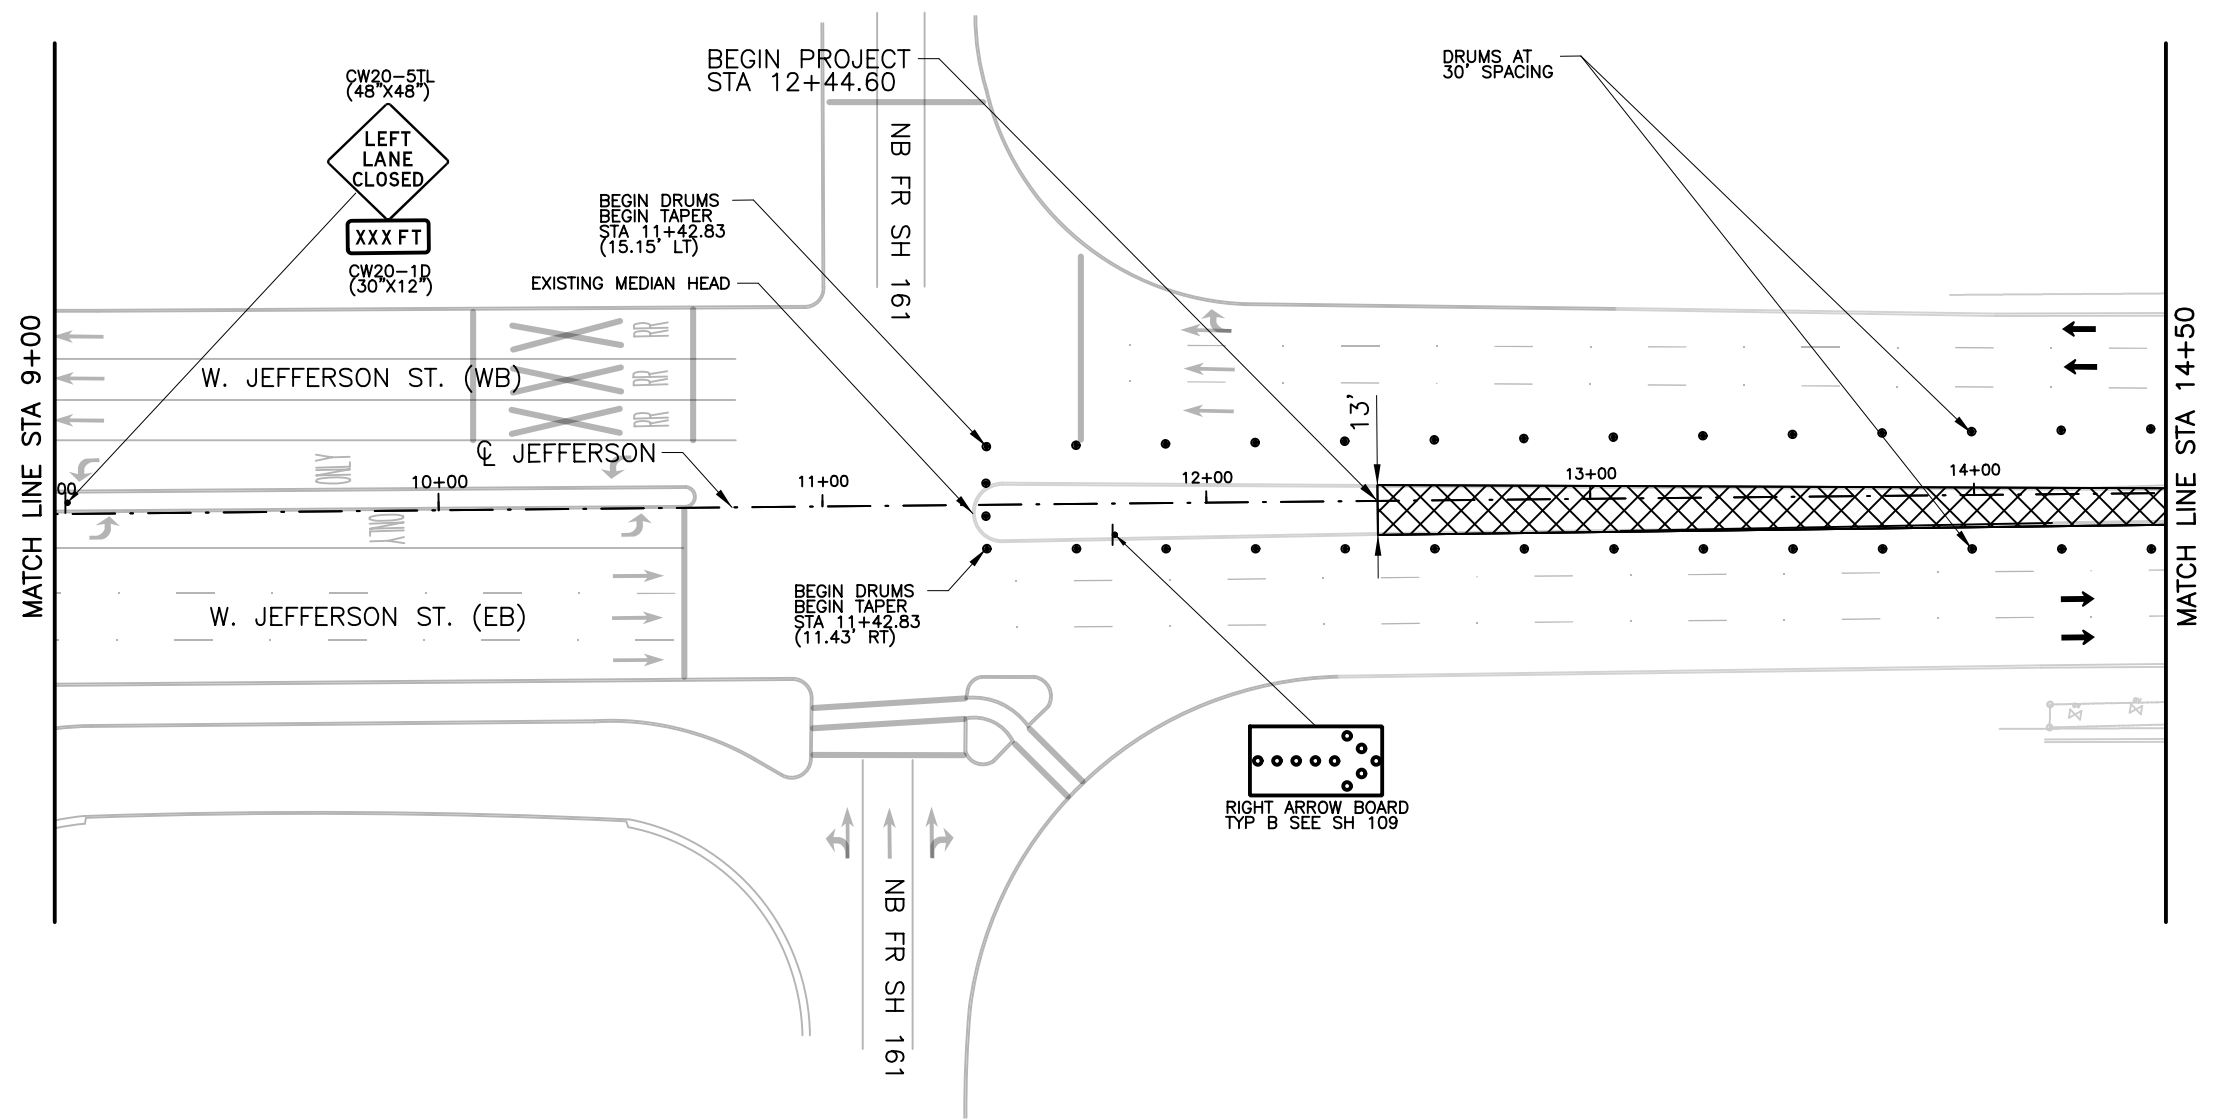 CW20-5TL
(48"X48")
LEFT
LANE
CLOSED
XXX FT
CW20-1D
(30"X12")
BEGIN PROJECT
STA 12+44.60
DRUMS AT
30' SPACING
NB FR SH 161
BEGIN DRUMS
BEGIN TAPER
STA 11+42.83
(15.15' LT)
EXISTING MEDIAN HEAD
MATCH LINE STA 9+00
MATCH LINE STA 14+50
RR
W. JEFFERSON ST. (WB)
RR
RR
13'
℄ JEFFERSON
ONLY
00
10+00
11+00
12+00
13+00
14+00
ONLY
W. JEFFERSON ST. (EB)
BEGIN DRUMS
BEGIN TAPER
STA 11+42.83
(11.43' RT)
RIGHT ARROW BOARD
TYP B SEE SH 109
NB FR SH 161